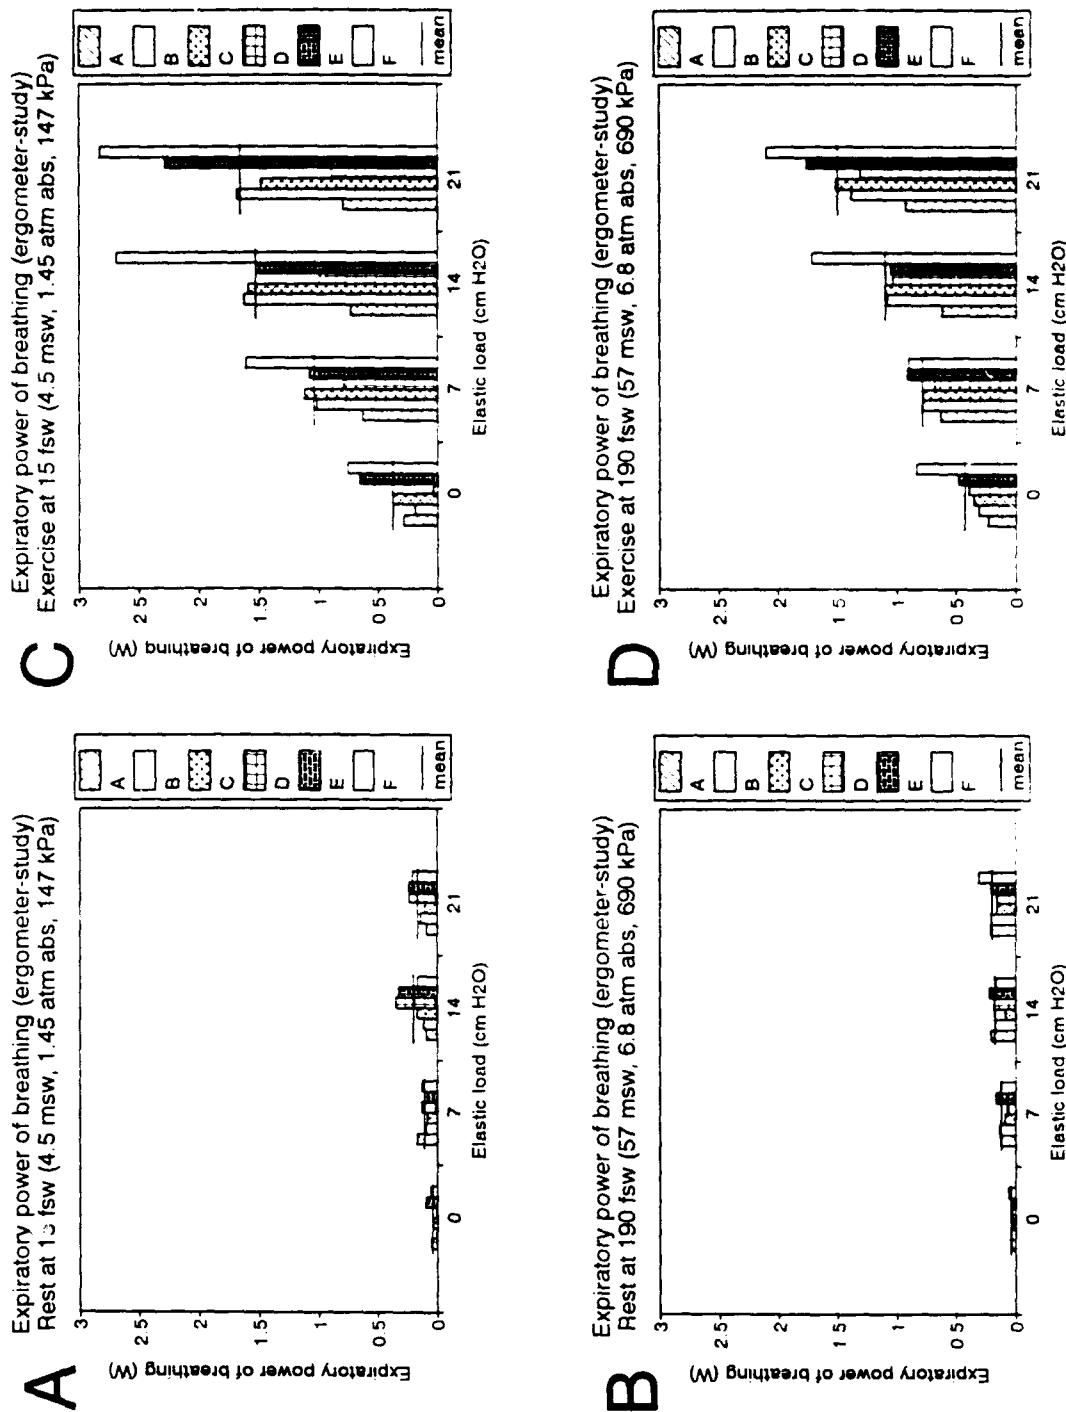 A
Expiratory power of breathing (ergometer-study)
Rest at 15 fsw (4.5 msw, 1.45 atm abs, 147 kPa)
Expiratory power of breathing (W)
3
2.5
2
1.5
1
0.5
0
0
7
14
21
Elastic load (cm H2O)
A
B
C
D
E
F
mean
B
Expiratory power of breathing (ergometer-study)
Rest at 190 fsw (57 msw, 6.8 atm abs, 690 kPa)
Expiratory power of breathing (W)
3
2.5
2
1 5
1
0 5
0
0
7
14
21
Elastic load (cm H2O)
A
B
C
D
E
F
mean
C
Expiratory power of breathing (ergometer-study)
Exercise at 15 fsw (4.5 msw, 1.45 atm abs, 147 kPa)
Expiratory power of breathing (W)
3
2.5
2
1.5
1
0.5
0
0
7
14
21
Elastic load (cm H2O)
A
B
C
D
E
F
mean
D
Expiratory power of breathing (ergometer-study)
Exercise at 190 fsw (57 msw, 6.8 atm abs, 690 kPa)
Expiratory power of breathing (W)
3
2.5
2
1 5
1
0 5
0
0
7
14
21
Elastic load (cm H2O)
A
B
C
D
E
F
mean